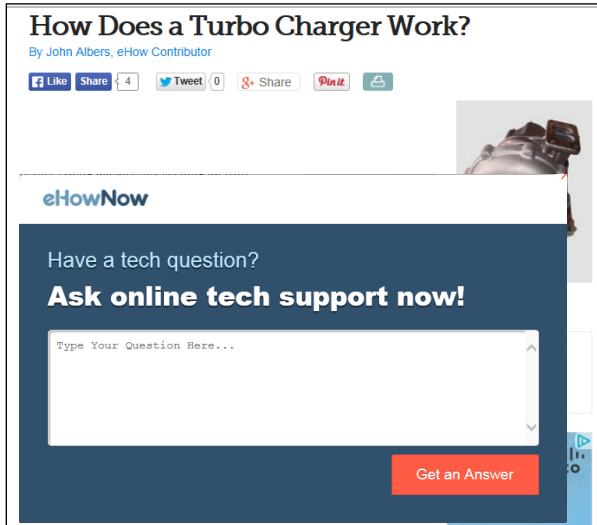 How Does a Turbo Charger Work?
By John Albers, eHow Contributor
Like Share 4 Tweet 0 g+ Share Pin it
eHowNow
Have a tech question?
Ask online tech support now!
Type Your Question Here...
Get an Answer